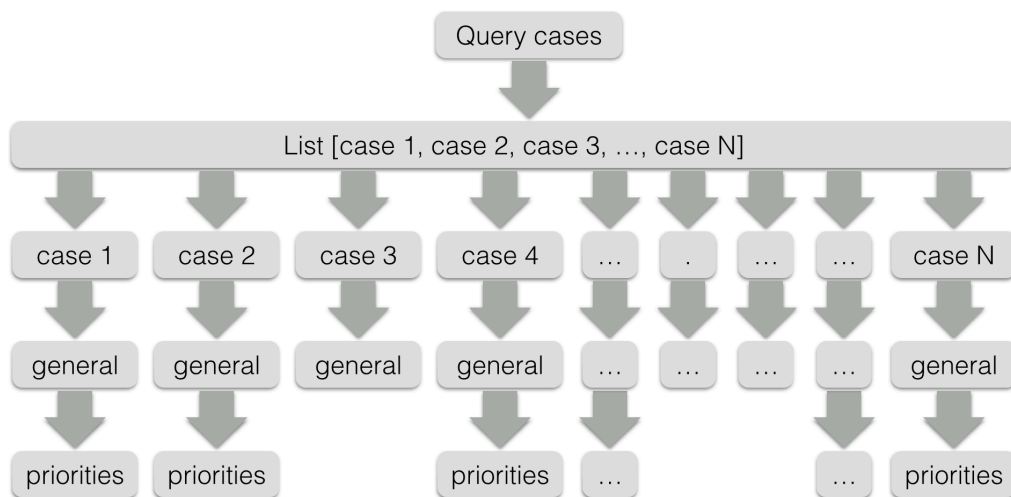 Query cases
List [case 1, case 2, case 3, …, case N]
case 1 case 2 case 3 case 4 … . … … case N
general general general general … … … … general
priorities priorities priorities … … priorities